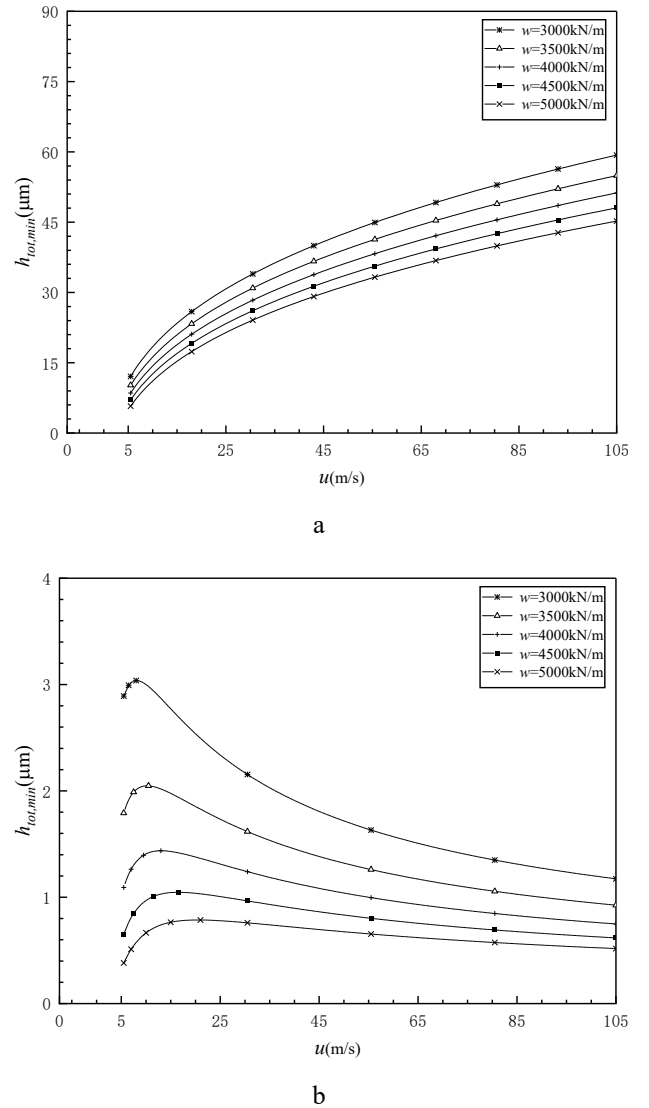 90
75
60
45
30
15
0
h_tot,min(μm)
w=3000kN/m
w=3500kN/m
w=4000kN/m
w=4500kN/m
w=5000kN/m
0 5 25 45 65 85 105
u(m/s)
a
4
3
2
1
0
h_tot,min(μm)
w=3000kN/m
w=3500kN/m
w=4000kN/m
w=4500kN/m
w=5000kN/m
0 5 25 45 65 85 105
u(m/s)
b